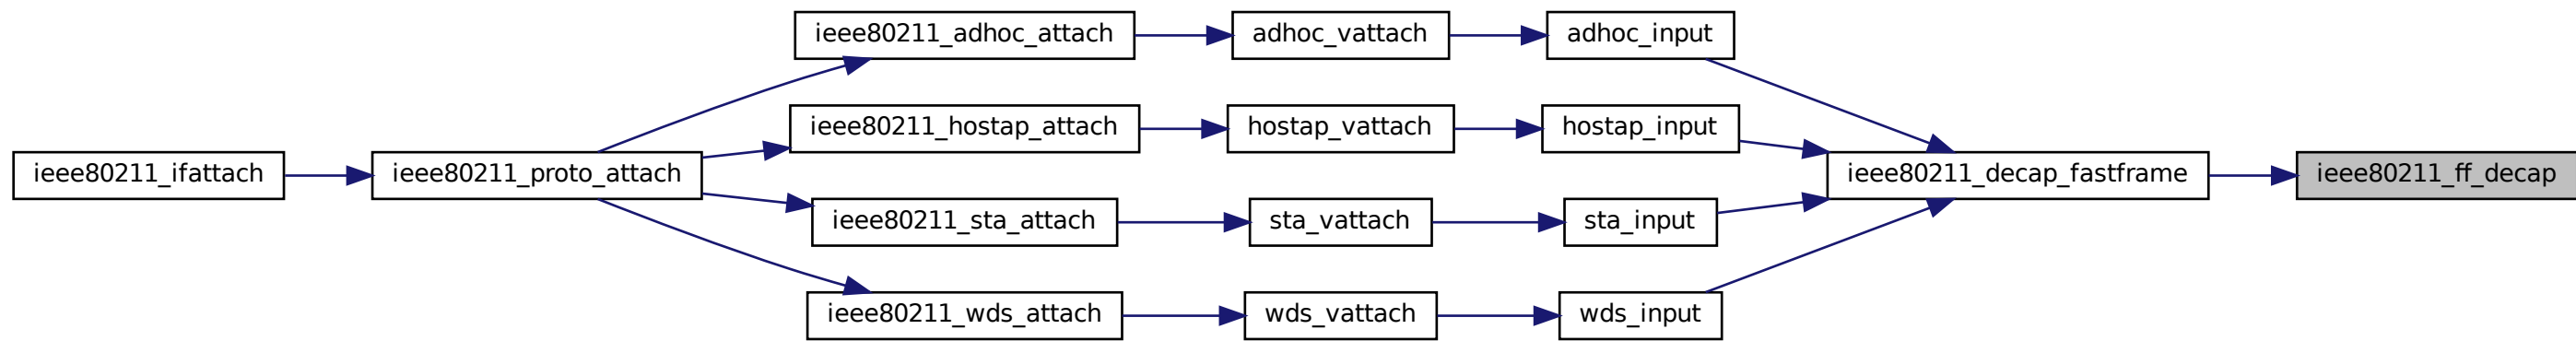 ieee80211_adhoc_attach
adhoc_vattach
adhoc_input
ieee80211_hostap_attach
hostap_vattach
hostap_input
ieee80211_ifattach
ieee80211_proto_attach
ieee80211_decap_fastframe
ieee80211_ff_decap
ieee80211_sta_attach
sta_vattach
sta_input
ieee80211_wds_attach
wds_vattach
wds_input